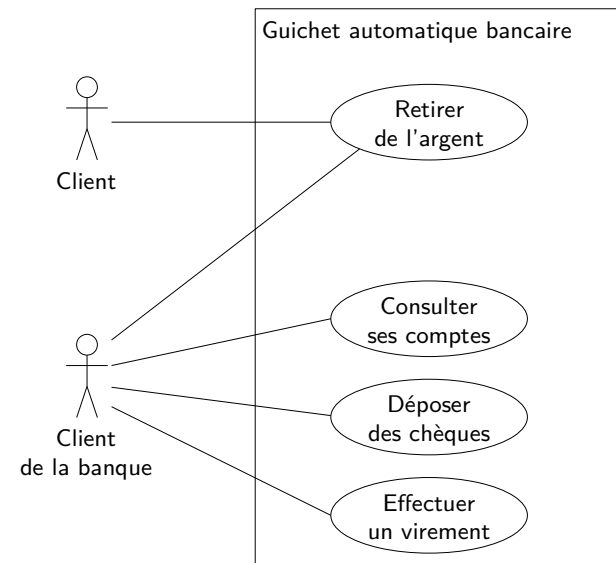 Guichet automatique bancaire
Retirer
de l'argent
Client
Consulter
ses comptes
Déposer
des chèques
Client
de la banque
Effectuer
un virement